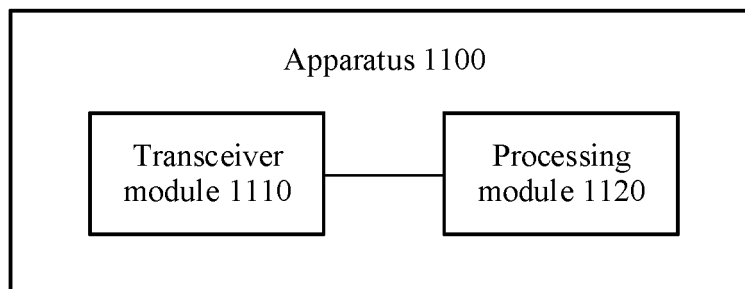 Apparatus 1100
Transceiver
module 1110
Processing
module 1120